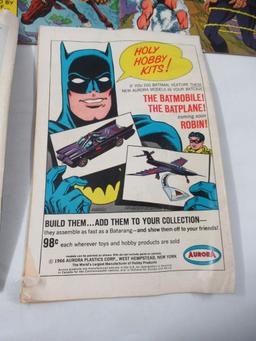 HOLY
HOBBY
KITS!
IF YOU DIG BATMAN, FEATURE THESE
NEW AURORA MODELS IN YOUR BATCAVE
THE BATMOBILE!
THE BATPLANE!
coming soon
ROBIN!
BUILD THEM...ADD THEM TO YOUR COLLECTION—
they assemble as fast as a Batarang—and show them off to your friends!
98¢ each wherever toys and hobby products are sold
© 1966 AURORA PLASTICS CORP., WEST HEMPSTEAD, NEW YORK
The World's Largest Manufacturer of Hobby Products
AURORA